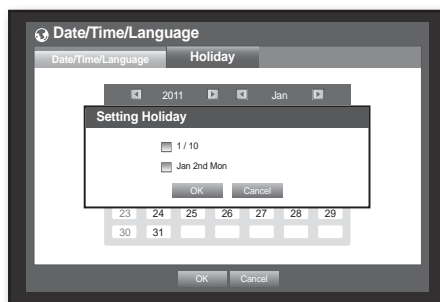 Date/Time/Language
Date/Time/Language Holiday
2011 Jan
Setting Holiday
1 / 10
Jan 2nd Mon
OK Cancel
23 24 25 26 27 28 29
30 31
OK Cancel